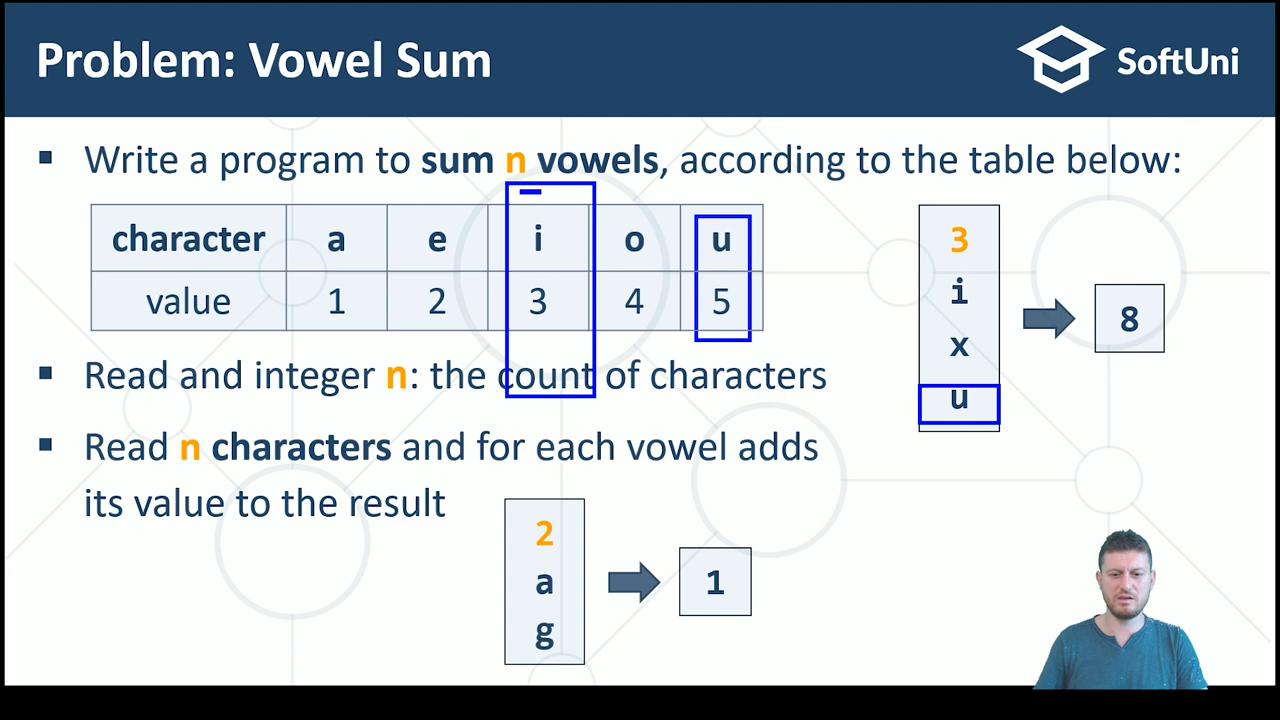 Problem: Vowel Sum
SoftUni
Write a program to sum n vowels, according to the table below:
character a e i o u
value 1 2 3 4 5
3
i
x
u
8
Read and integer n: the count of characters
Read n characters and for each vowel adds
its value to the result
2
a
g
1